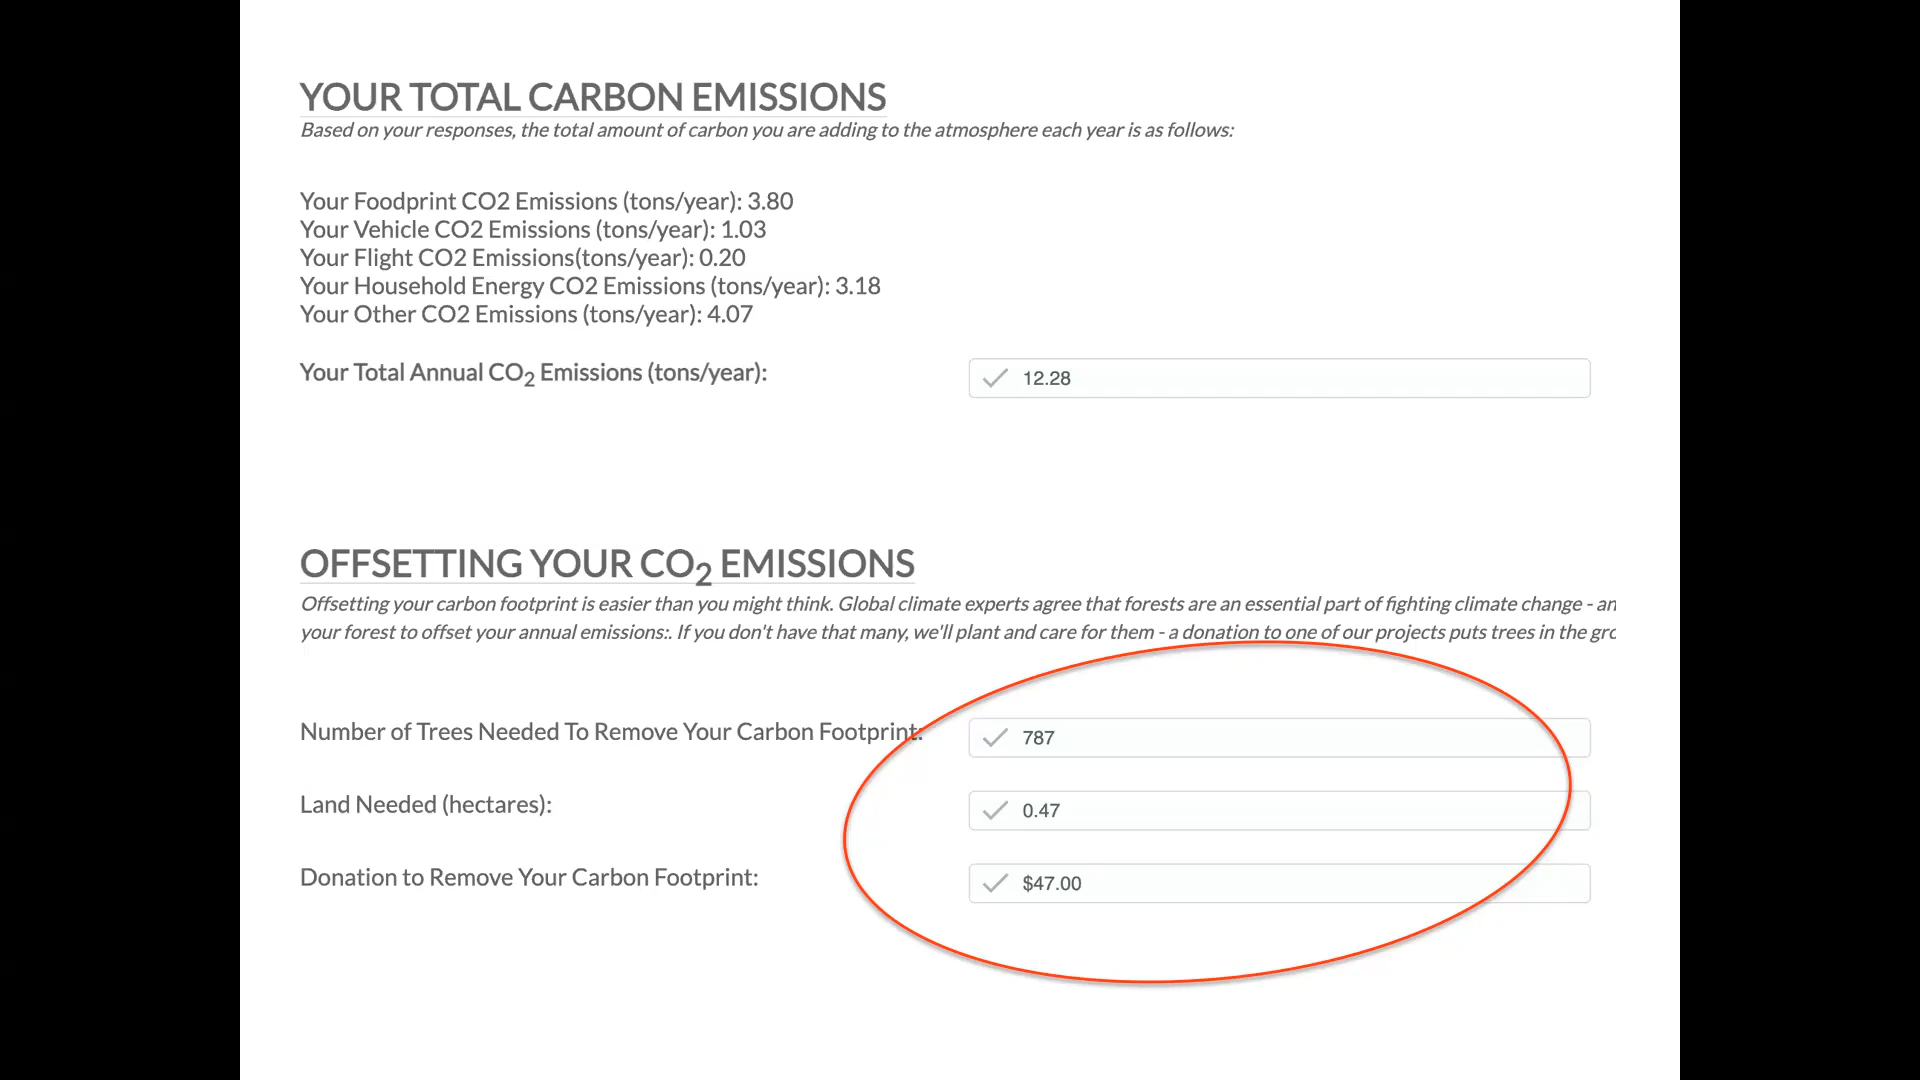 YOUR TOTAL CARBON EMISSIONS
Based on your responses, the total amount of carbon you are adding to the atmosphere each year is as follows:
Your Foodprint CO2 Emissions (tons/year): 3.80
Your Vehicle CO2 Emissions (tons/year): 1.03
Your Flight CO2 Emissions(tons/year): 0.20
Your Household Energy CO2 Emissions (tons/year): 3.18
Your Other CO2 Emissions (tons/year): 4.07
Your Total Annual CO2 Emissions (tons/year): 12.28
OFFSETTING YOUR CO2 EMISSIONS
Offsetting your carbon footprint is easier than you might think. Global climate experts agree that forests are an essential part of fighting climate change -
your forest to offset your annual emissions:. If you don't have that many, we'll plant and care for them - a donation to one of our projects puts trees in the
Number of Trees Needed To Remove Your Carbon Footprint: 787
Land Needed (hectares): 0.47
Donation to Remove Your Carbon Footprint: $47.00